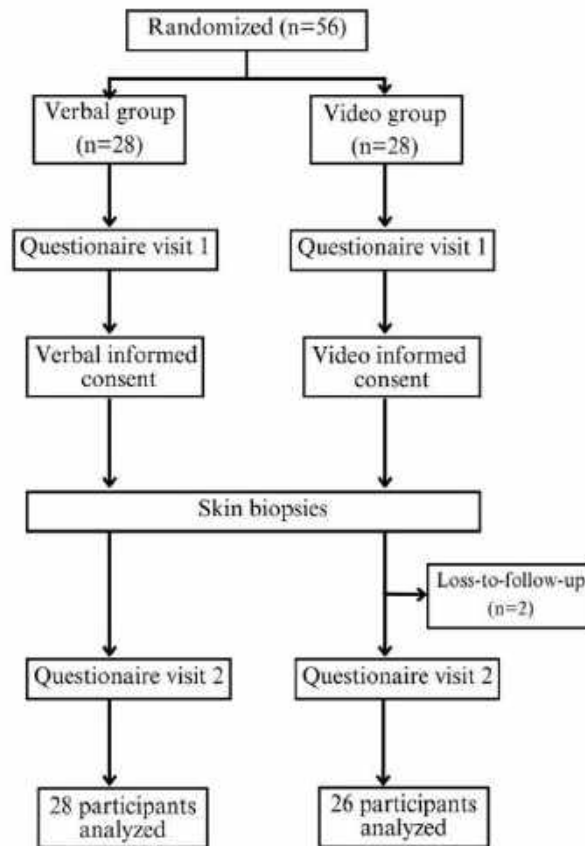 Randomized (n=56)
Verbal group
(n=28)
Video group
(n=28)
Questionaire visit 1
Questionaire visit 1
Verbal informed
consent
Video informed
consent
Skin biopsies
Loss-to-follow-up
(n=2)
Questionaire visit 2
Questionaire visit 2
28 participants
analyzed
26 participants
analyzed